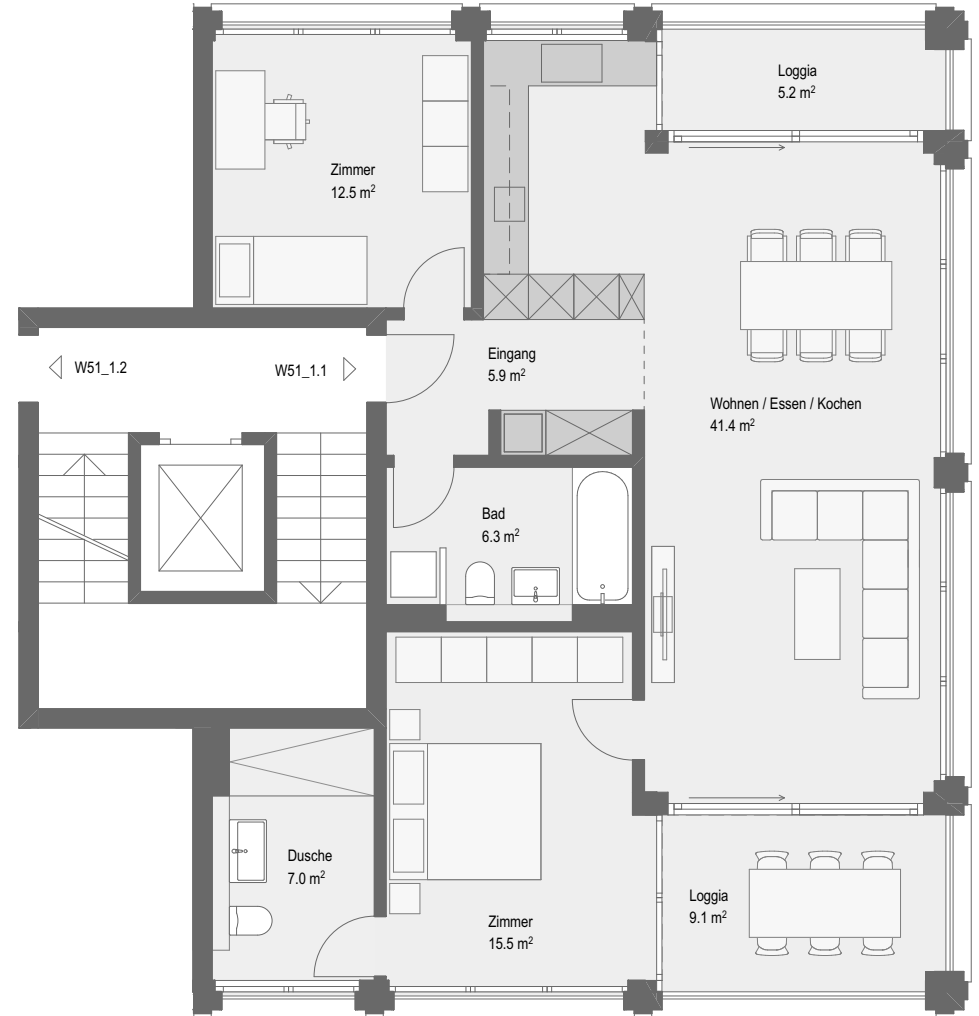 Loggia
5.2 m²
Zimmer
12.5 m²
Eingang
5.9 m²
W51_1.2
W51_1.1
Wohnen / Essen / Kochen
41.4 m²
Bad
6.3 m²
Dusche
7.0 m²
Loggia
9.1 m²
Zimmer
15.5 m²